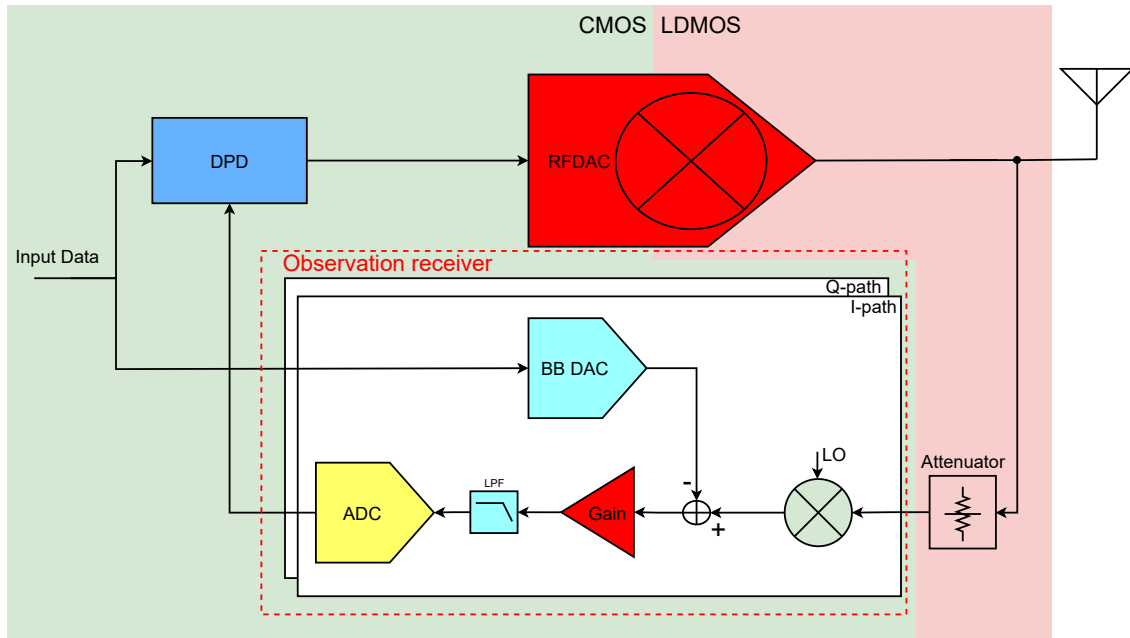 CMOS LDMOS
DPD
RFDAC
Input Data
Observation receiver
Q-path
I-path
BB DAC
LO
Attenuator
-
LPF
ADC
Gain
+